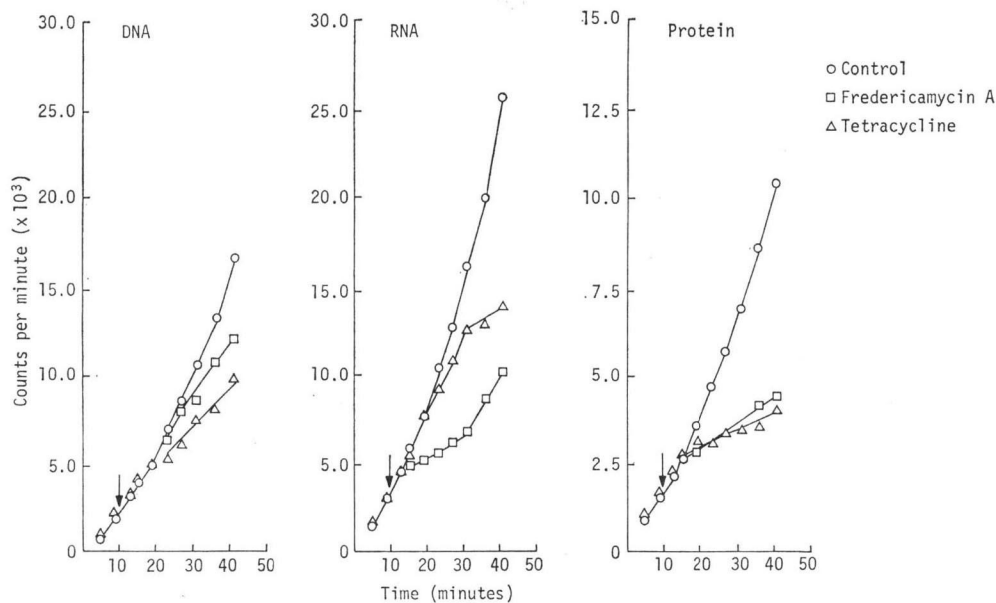 DNA
RNA
Protein
Control
Fredericamycin A
Tetracycline
Counts per minute (x10³)
30.0
25.0
20.0
15.0
10.0
5.0
0
10 20 30 40 50
30.0
25.0
20.0
15.0
10.0
5.0
0
10 20 30 40 50
15.0
12.5
10.0
7.5
5.0
2.5
0
10 20 30 40 50
Time (minutes)